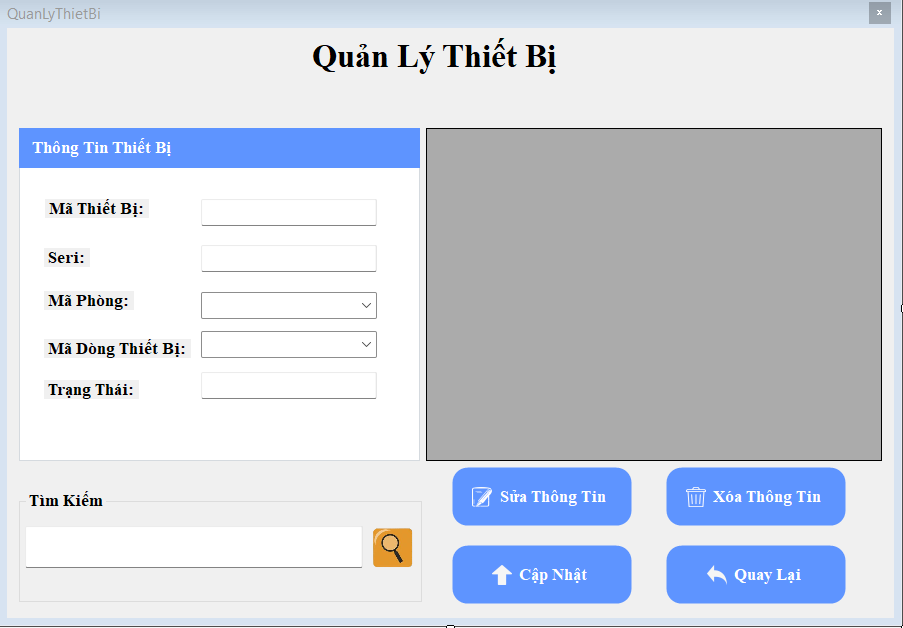 QuanLyThietBi
x
Quản Lý Thiết Bị
Thông Tin Thiết Bị
Mã Thiết Bị:
Seri:
Mã Phòng:
Mã Dòng Thiết Bị:
Trạng Thái:
Tìm Kiếm
Sửa Thông Tin
Xóa Thông Tin
Cập Nhật
Quay Lại